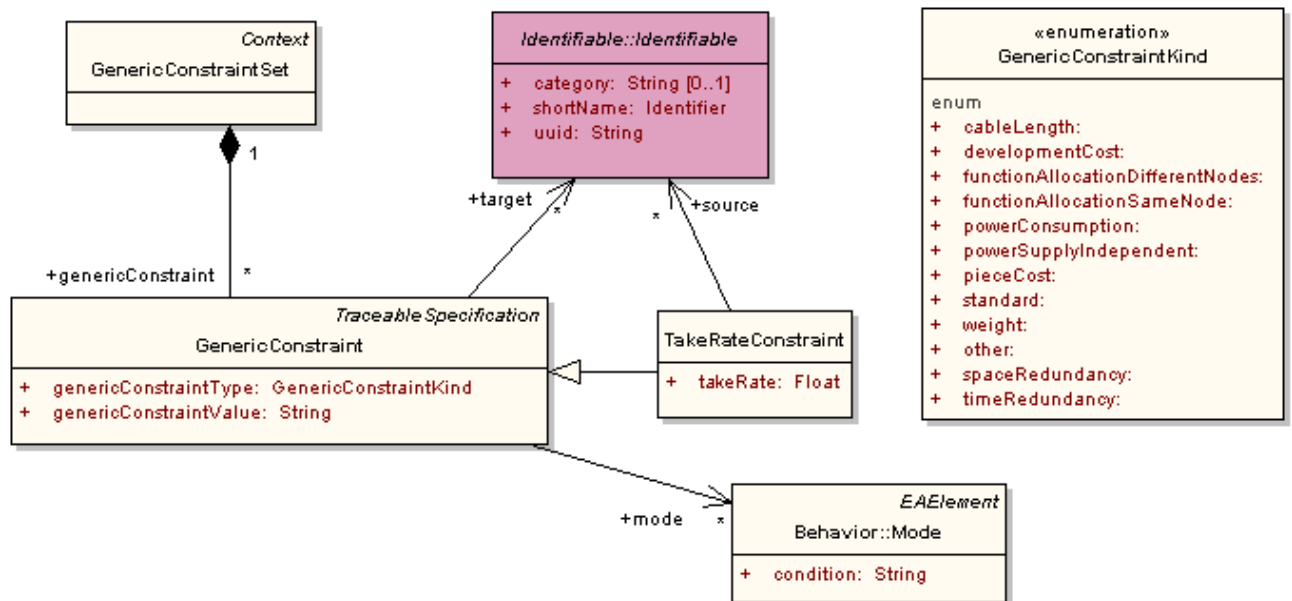 Context
GenericConstraintSet
1
+genericConstraint *
Identifiable::Identifiable
+ category: String [0..1]
+ shortName: Identifier
+ uuid: String
+target
*
+source
*
«enumeration»
GenericConstraintKind
enum
+ cableLength:
+ developmentCost:
+ functionAllocationDifferentNodes:
+ functionAllocationSameNode:
+ powerConsumption:
+ powerSupplyIndependent:
+ pieceCost:
+ standard:
+ weight:
+ other:
+ spaceRedundancy:
+ timeRedundancy:
TraceableSpecification
GenericConstraint
+ genericConstraintType: GenericConstraintKind
+ genericConstraintValue: String
TakeRateConstraint
+ takeRate: Float
+mode *
EAElement
Behavior::Mode
+ condition: String